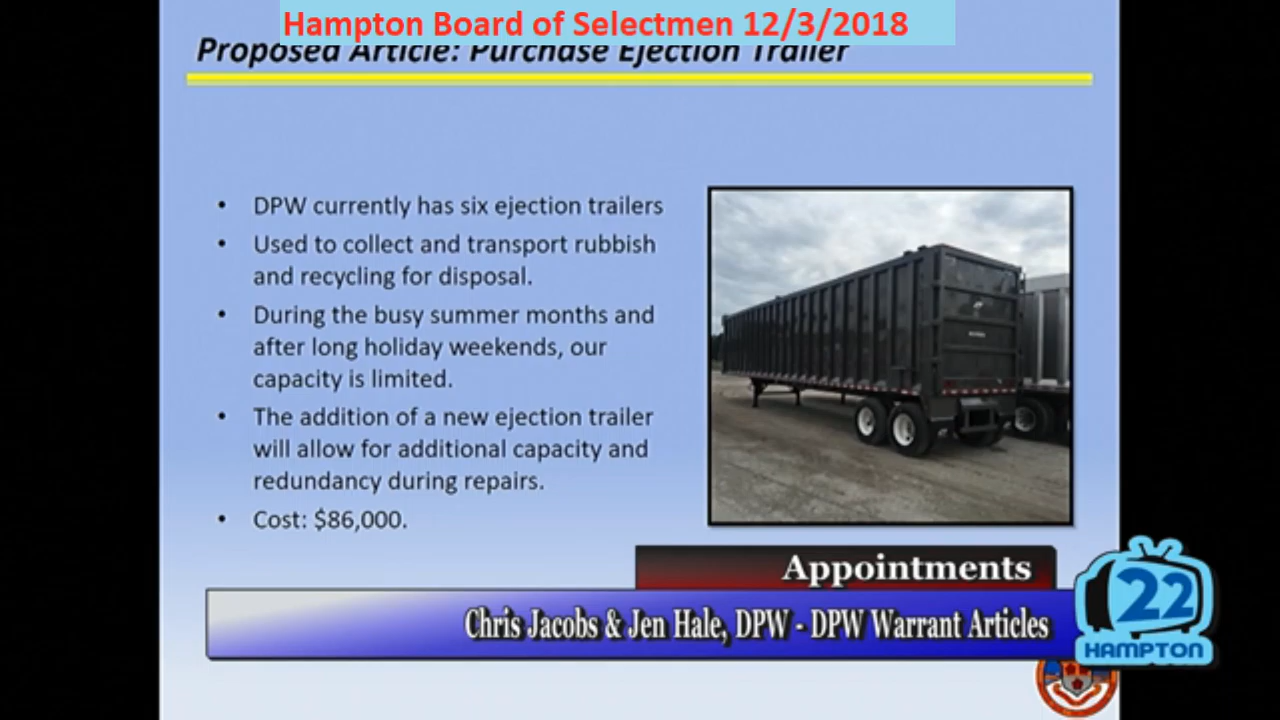 Hampton Board of Selectmen 12/3/2018
Proposed Article: Purchase Ejection Trailer
• DPW currently has six ejection trailers
• Used to collect and transport rubbish
and recycling for disposal.
• During the busy summer months and
after long holiday weekends, our
capacity is limited.
• The addition of a new ejection trailer
will allow for additional capacity and
redundancy during repairs.
• Cost: $86,000.
Appointments
Chris Jacobs & Jen Hale, DPW - DPW Warrant Articles
22
HAMPTON